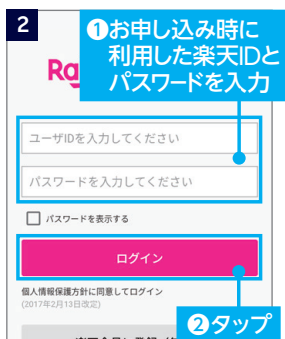 2
❶お申し込み時に
利用した楽天IDと
パスワードを入力
Ra
ユーザIDを入力してください
パスワードを入力してください
パスワードを表示する
ログイン
個人情報保護方針に同意してログイン
(2017年2月13日改定)
❷タップ